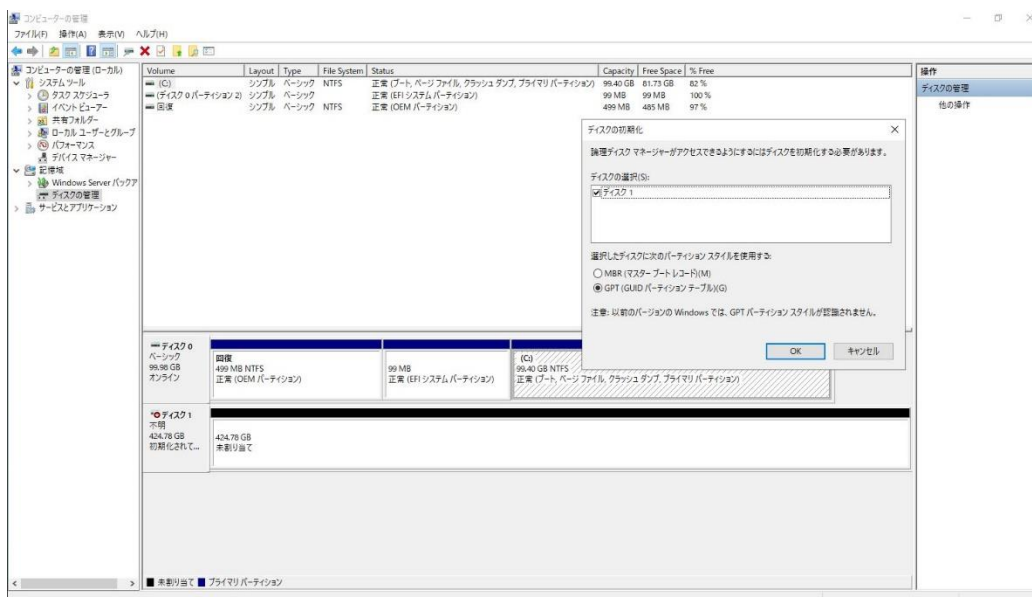 コンピューターの管理
ファイル(F) 操作(A) 表示(V) ヘルプ(H)
コンピューターの管理 (ローカル)
システム ツール
タスク スケジューラ
イベント ビューアー
共有フォルダー
ローカル ユーザーとグループ
パフォーマンス
デバイス マネージャー
記憶域
Windows Server バックア
ディスクの管理
サービスとアプリケーション
Volume Layout Type File System Status Capacity Free Space % Free
(C:) シンプル ベーシック NTFS 正常 (ブート, ページ ファイル, クラッシュ ダンプ, プライマリ パーティション) 99.40 GB 81.73 GB 82 %
(ディスク 0 パーティション 2) シンプル ベーシック 正常 (EFI システム パーティション) 99 MB 99 MB 100 %
回復 シンプル ベーシック NTFS 正常 (OEM パーティション) 499 MB 485 MB 97 %
操作
ディスクの管理
他の操作
ディスクの初期化
論理ディスク マネージャーがアクセスできるようにするにはディスクを初期化する必要があります。
ディスクの選択(S):
ディスク 1
選択したディスクに次のパーティション スタイルを使用する:
MBR (マスター ブート レコード)(M)
GPT (GUID パーティション テーブル)(G)
注意: 以前のバージョンの Windows では、GPT パーティション スタイルが認識されません。
OK キャンセル
ディスク 0
ベーシック
99.98 GB
オンライン
回復
499 MB NTFS
正常 (OEM パーティション)
99 MB
正常 (EFI システム パーティション)
(C:)
99.40 GB NTFS
正常 (ブート, ページ ファイル, クラッシュ ダンプ, プライマリ パーティション)
ディスク 1
不明
424.78 GB
初期化されて...
424.78 GB
未割り当て
未割り当て プライマリ パーティション